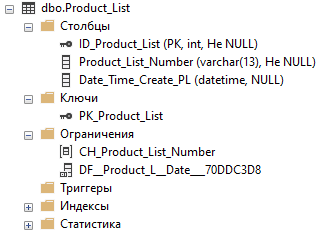 dbo.Product_List
Столбцы
ID_Product_List (PK, int, Не NULL)
Product_List_Number (varchar(13), Не NULL)
Date_Time_Create_PL (datetime, NULL)
Ключи
PK_Product_List
Ограничения
CH_Product_List_Number
DF__Product_L__Date___70DDC3D8
Триггеры
Индексы
Статистика